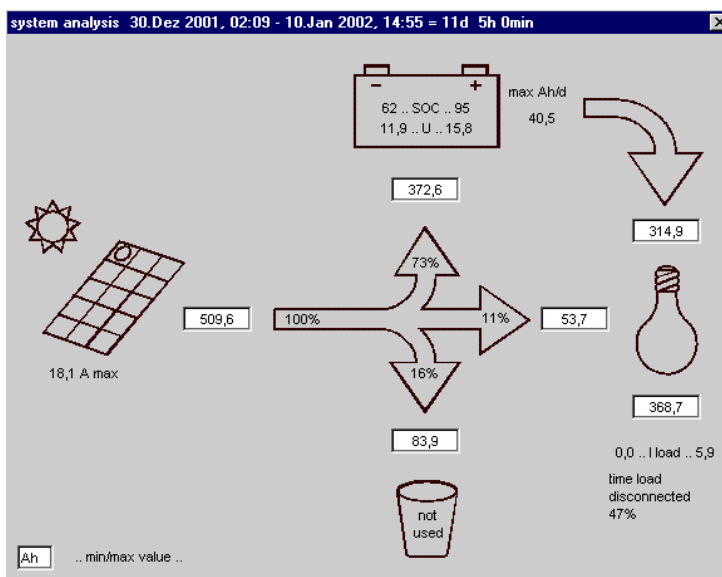 system analysis 30.Dez 2001, 02:09 - 10.Jan 2002, 14:55 = 11d 5h 0min
− +
62 .. SOC .. 95
11,9 .. U .. 15,8
max Ah/d
40,5
372,6
314,9
73%
509,6
100%
11%
53,7
18,1 A max
16%
368,7
83,9
0,0 .. I load .. 5,9
time load
disconnected
47%
not
used
Ah
.. min/max value ..